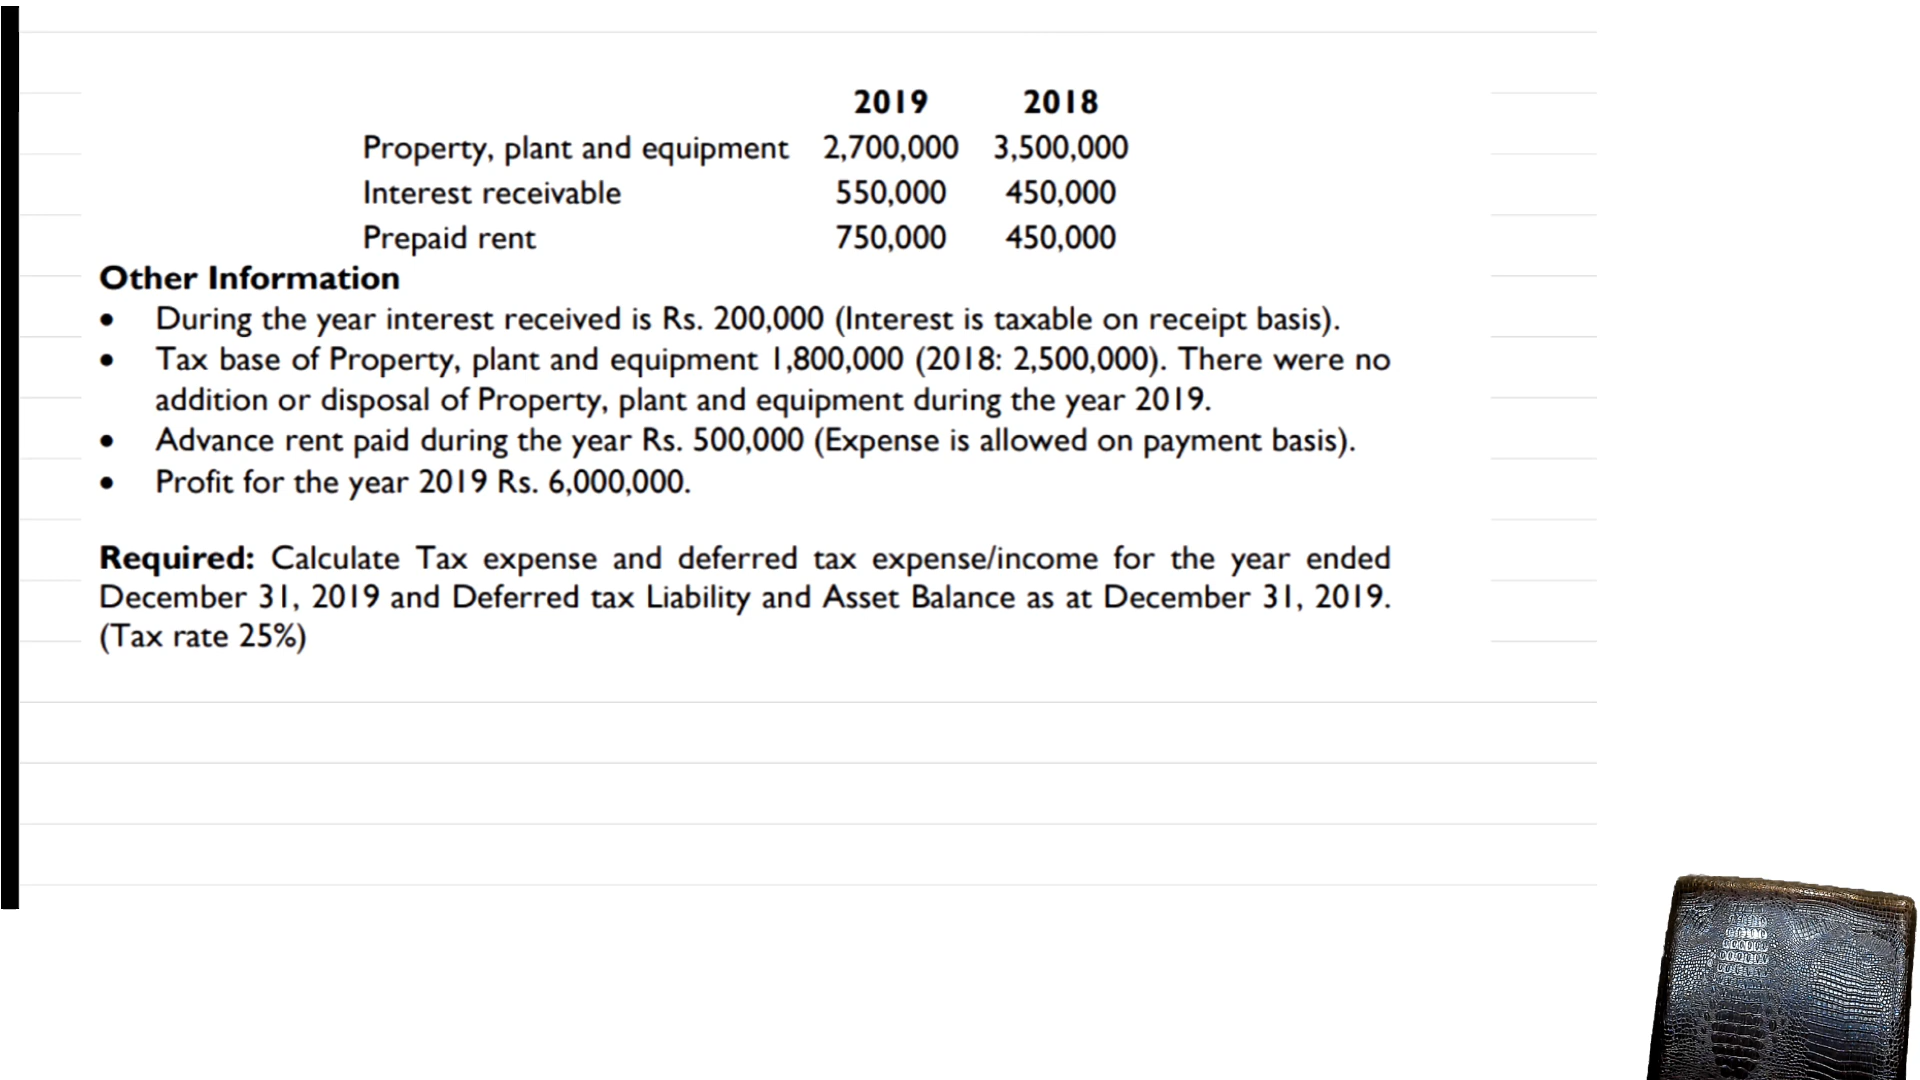 2019 2018
Property, plant and equipment 2,700,000 3,500,000
Interest receivable 550,000 450,000
Prepaid rent 750,000 450,000
Other Information
• During the year interest received is Rs. 200,000 (Interest is taxable on receipt basis).
• Tax base of Property, plant and equipment 1,800,000 (2018: 2,500,000). There were no
addition or disposal of Property, plant and equipment during the year 2019.
• Advance rent paid during the year Rs. 500,000 (Expense is allowed on payment basis).
• Profit for the year 2019 Rs. 6,000,000.
Required: Calculate Tax expense and deferred tax expense/income for the year ended
December 31, 2019 and Deferred tax Liability and Asset Balance as at December 31, 2019.
(Tax rate 25%)